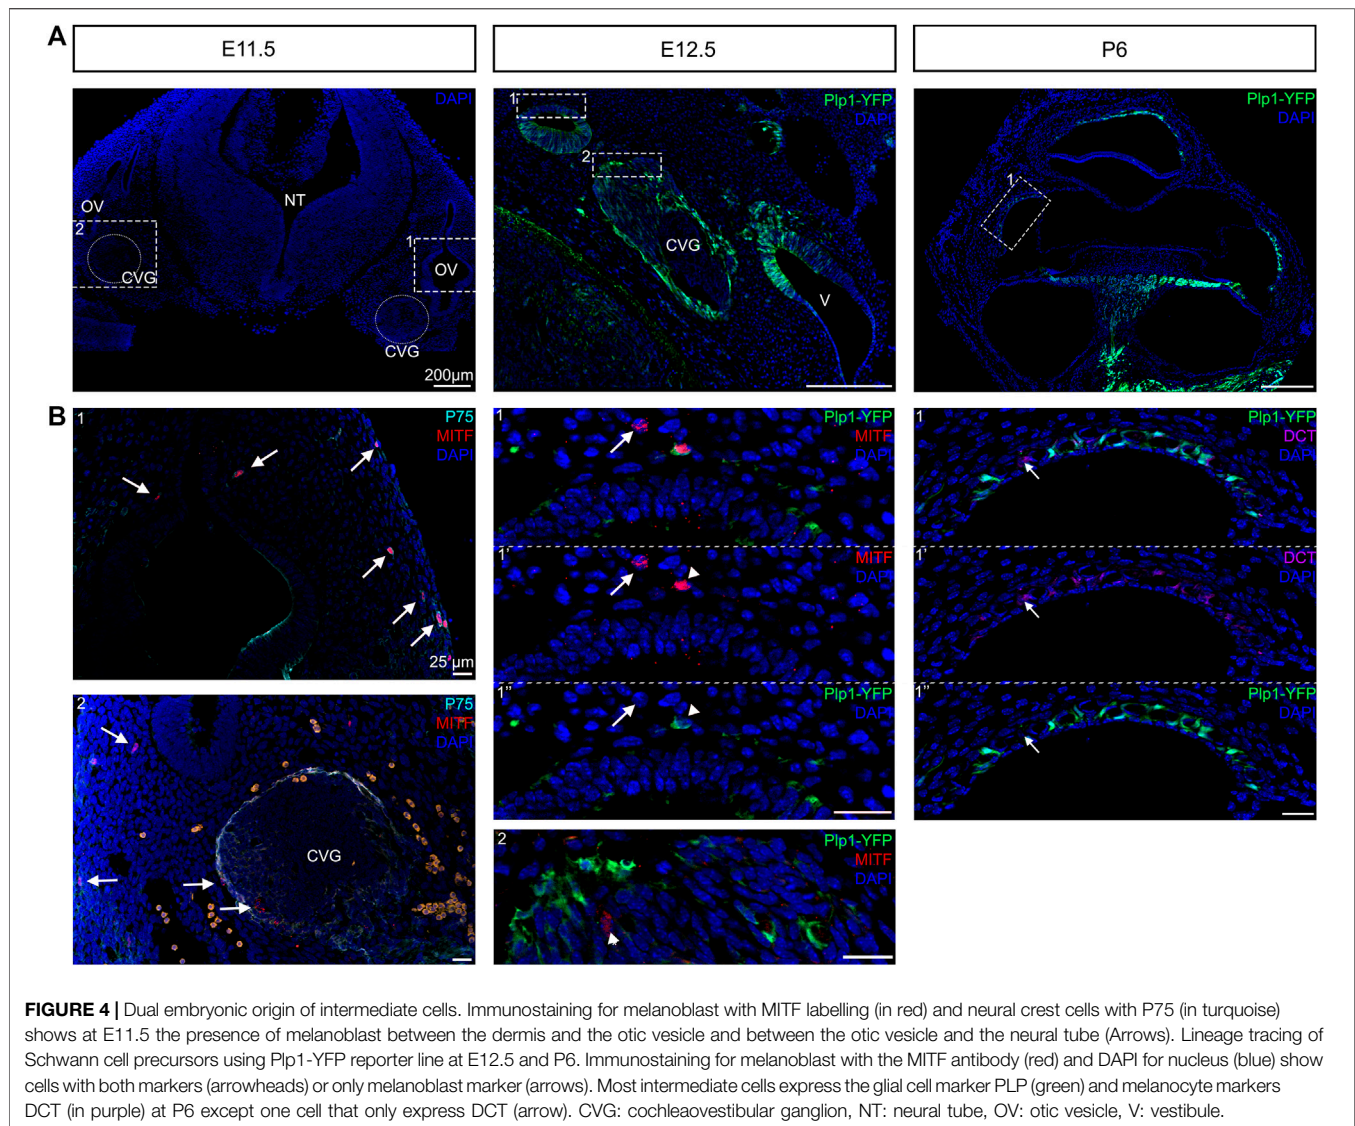 A
E11.5
E12.5
P6
DAPI
OV
2
CVG
NT
1
OV
CVG
200µm
Plp1-YFP
DAPI
1
2
CVG
V
Plp1-YFP
DAPI
1
B
1
P75
MITF
DAPI
25 µm
2
P75
MITF
DAPI
CVG
1
Plp1-YFP
MITF
DAPI
1'
MITF
DAPI
1''
Plp1-YFP
DAPI
2
Plp1-YFP
MITF
DAPI
1
Plp1-YFP
DCT
DAPI
1'
DCT
DAPI
1''
Plp1-YFP
DAPI
FIGURE 4 | Dual embryonic origin of intermediate cells. Immunostaining for melanoblast with MITF labelling (in red) and neural crest cells with P75 (in turquoise)
shows at E11.5 the presence of melanoblast between the dermis and the otic vesicle and between the otic vesicle and the neural tube (Arrows). Lineage tracing of
Schwann cell precursors using Plp1-YFP reporter line at E12.5 and P6. Immunostaining for melanoblast with the MITF antibody (red) and DAPI for nucleus (blue) show
cells with both markers (arrowheads) or only melanoblast marker (arrows). Most intermediate cells express the glial cell marker PLP (green) and melanocyte markers
DCT (in purple) at P6 except one cell that only express DCT (arrow). CVG: cochleaovestibular ganglion, NT: neural tube, OV: otic vesicle, V: vestibule.